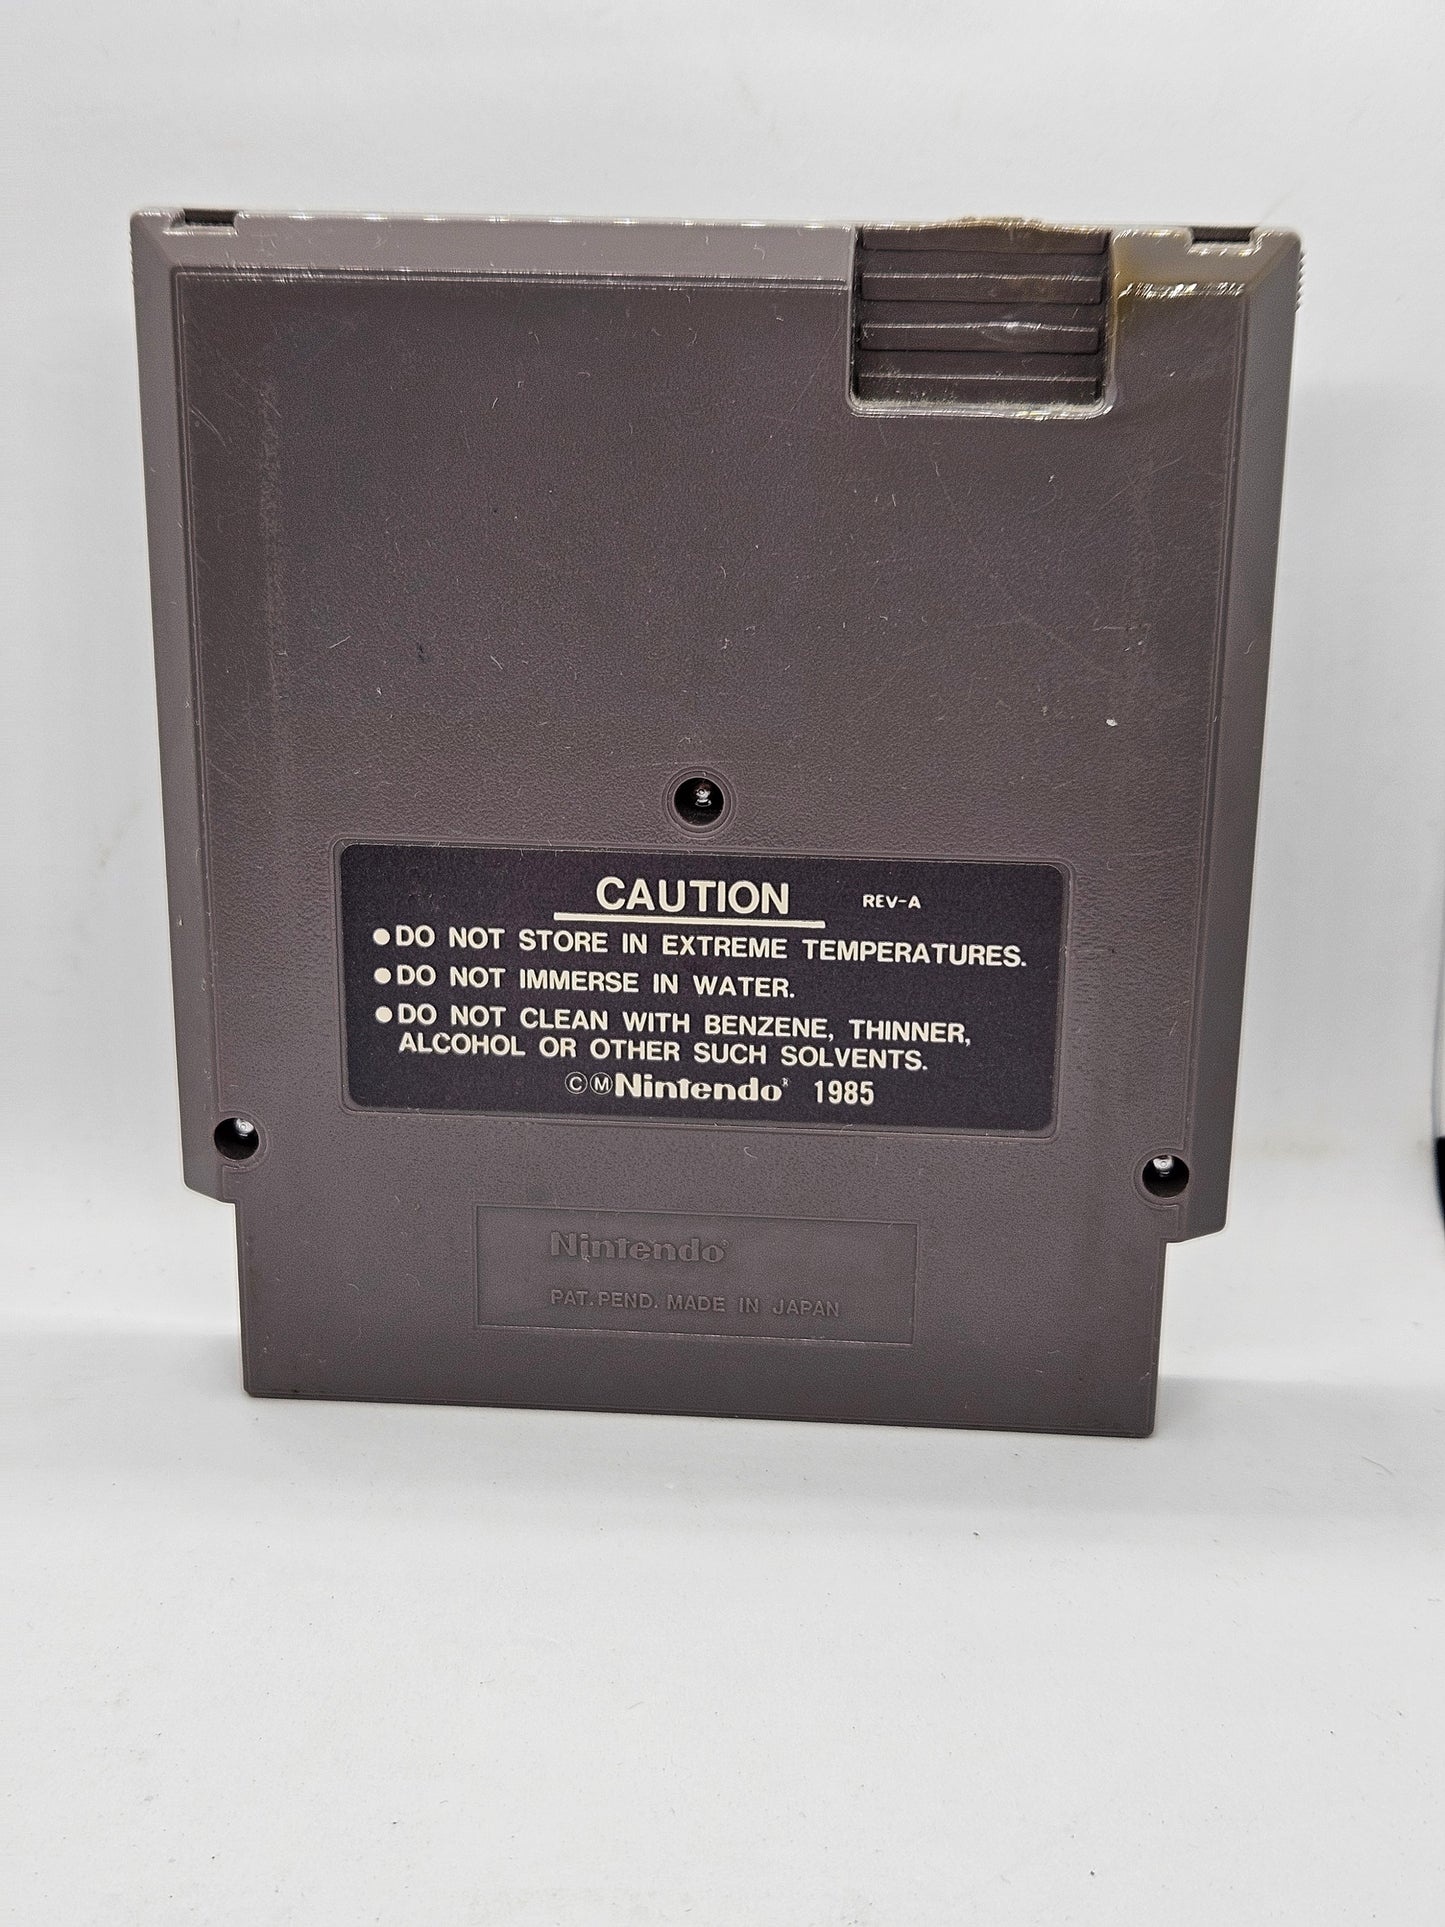 CAUTION REV-A
●DO NOT STORE IN EXTREME TEMPERATURES.
●DO NOT IMMERSE IN WATER.
●DO NOT CLEAN WITH BENZENE, THINNER,
ALCOHOL OR OTHER SUCH SOLVENTS.
ⒸⓂNintendo® 1985
Nintendo®
PAT. PEND. MADE IN JAPAN